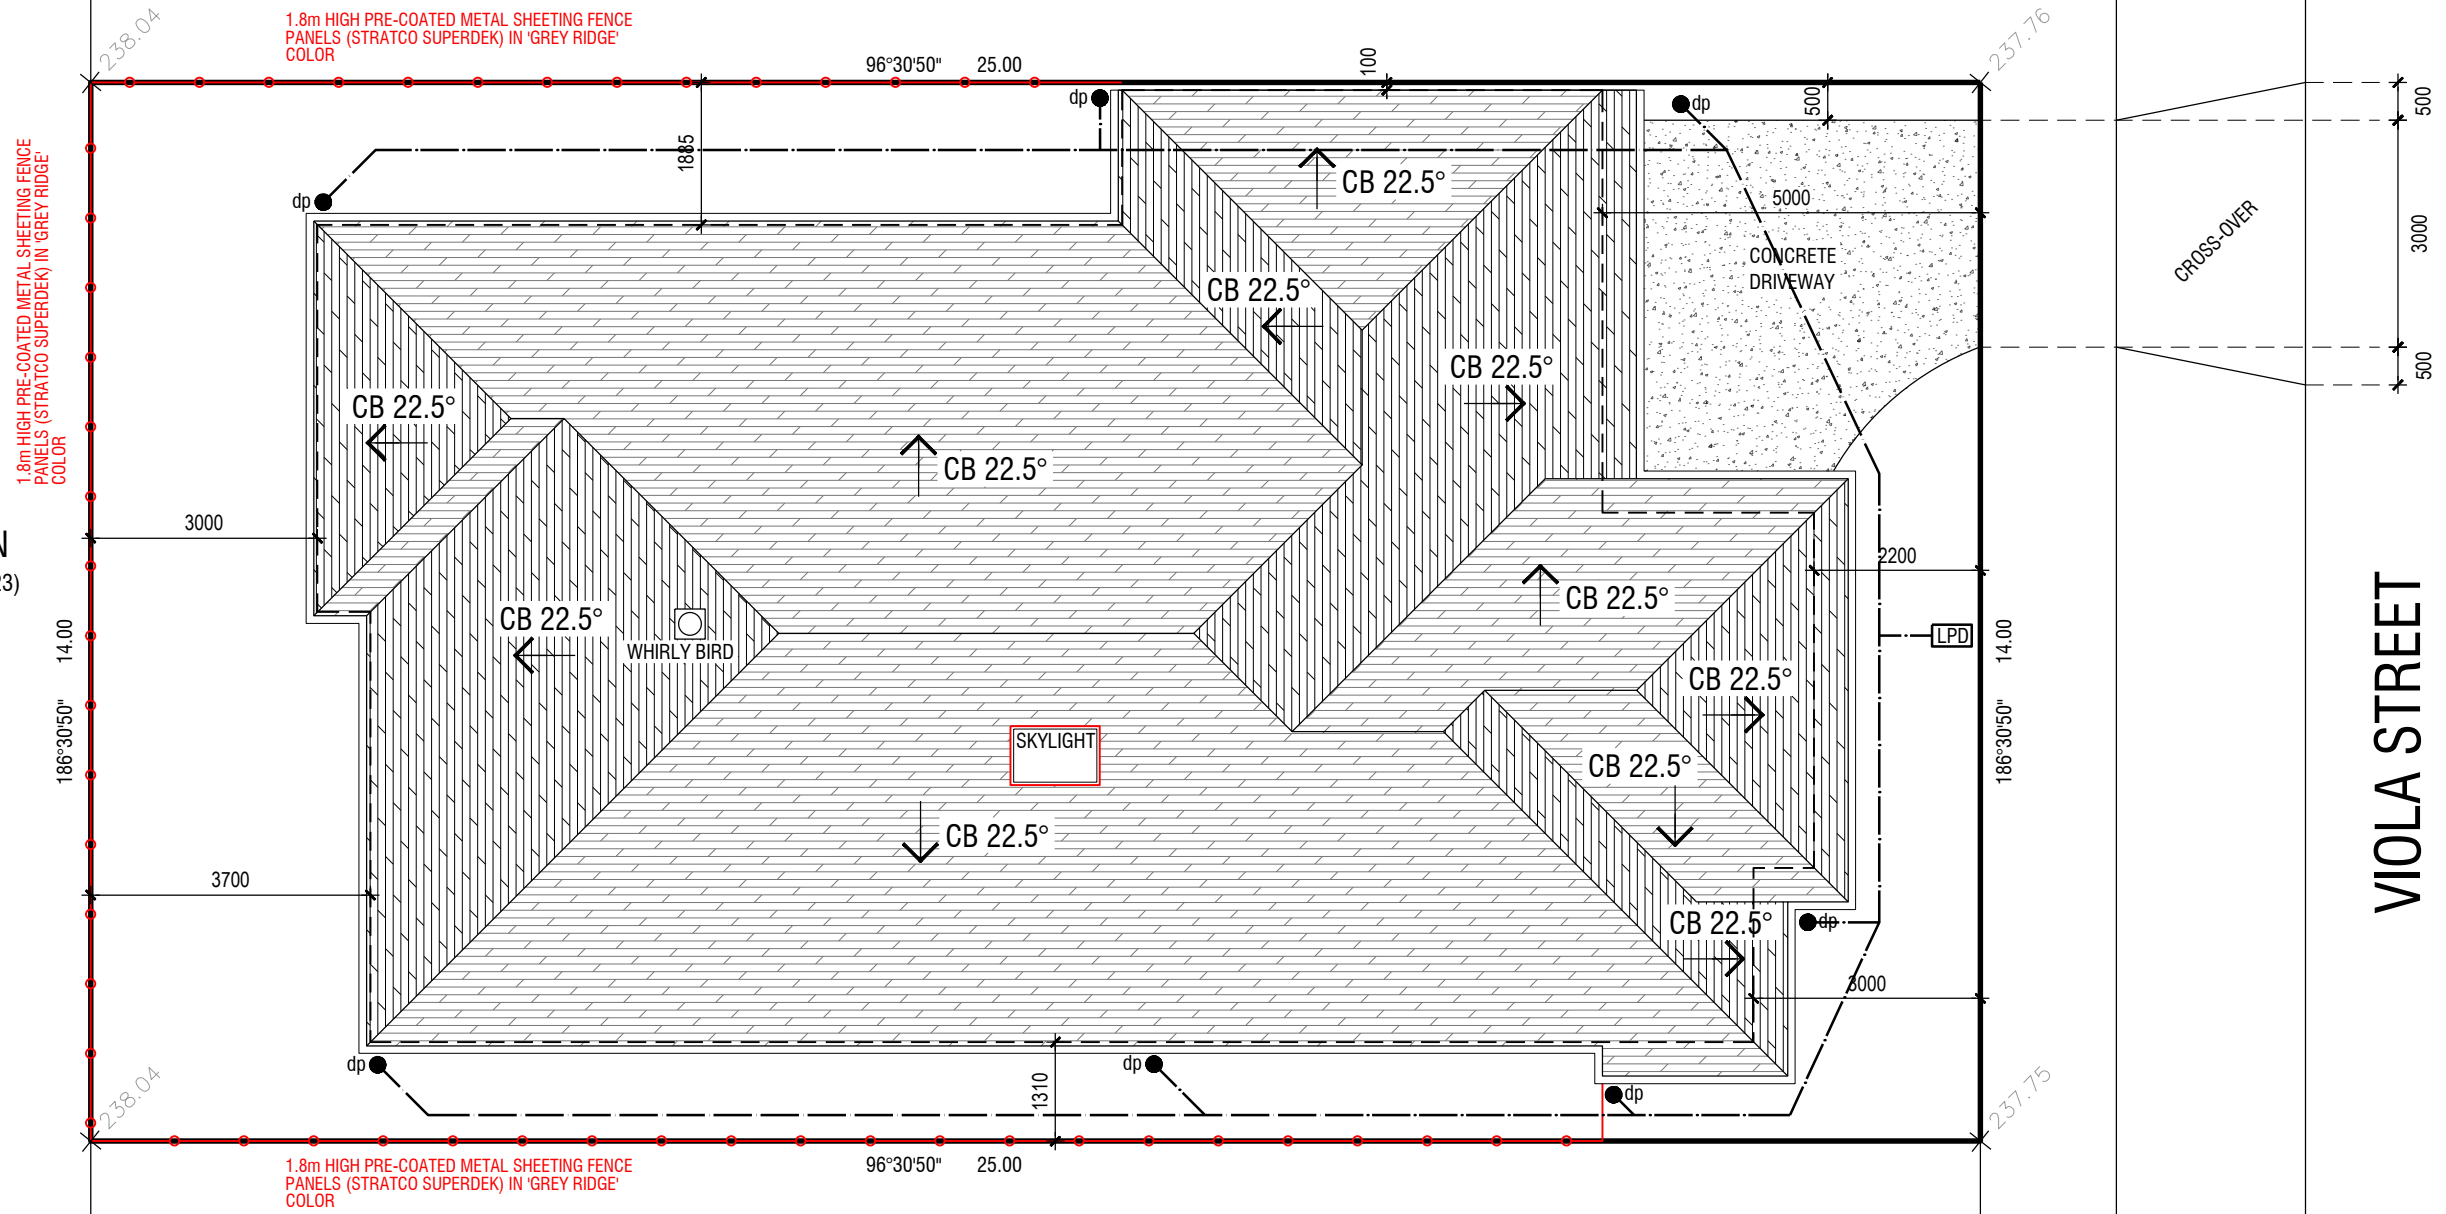 1.8m HIGH PRE-COATED METAL SHEETING FENCE
PANELS (STRATCO SUPERDEK) IN 'GREY RIDGE'
COLOR
238.04
96°30'50" 25.00
100
237.76
dp
dp
500
500
1885
1.8m HIGH PRE-COATED METAL SHEETING FENCE
PANELS (STRATCO SUPERDEK) IN 'GREY RIDGE'
COLOR
CB 22.5°
5000
dp
CONCRETE
DRIVEWAY
CROSS-OVER
3000
CB 22.5°
CB 22.5°
500
CB 22.5°
CB 22.5°
3000
N
23)
2200
CB 22.5°
CB 22.5°
WHIRLY BIRD
LPD
186°30'50" 14.00
186°30'50" 14.00
VIOLA STREET
CB 22.5°
SKYLIGHT
CB 22.5°
CB 22.5°
3700
CB 22.5°
dp
3000
dp
1310
dp
dp
238.04
237.75
1.8m HIGH PRE-COATED METAL SHEETING FENCE
PANELS (STRATCO SUPERDEK) IN 'GREY RIDGE'
COLOR
96°30'50" 25.00